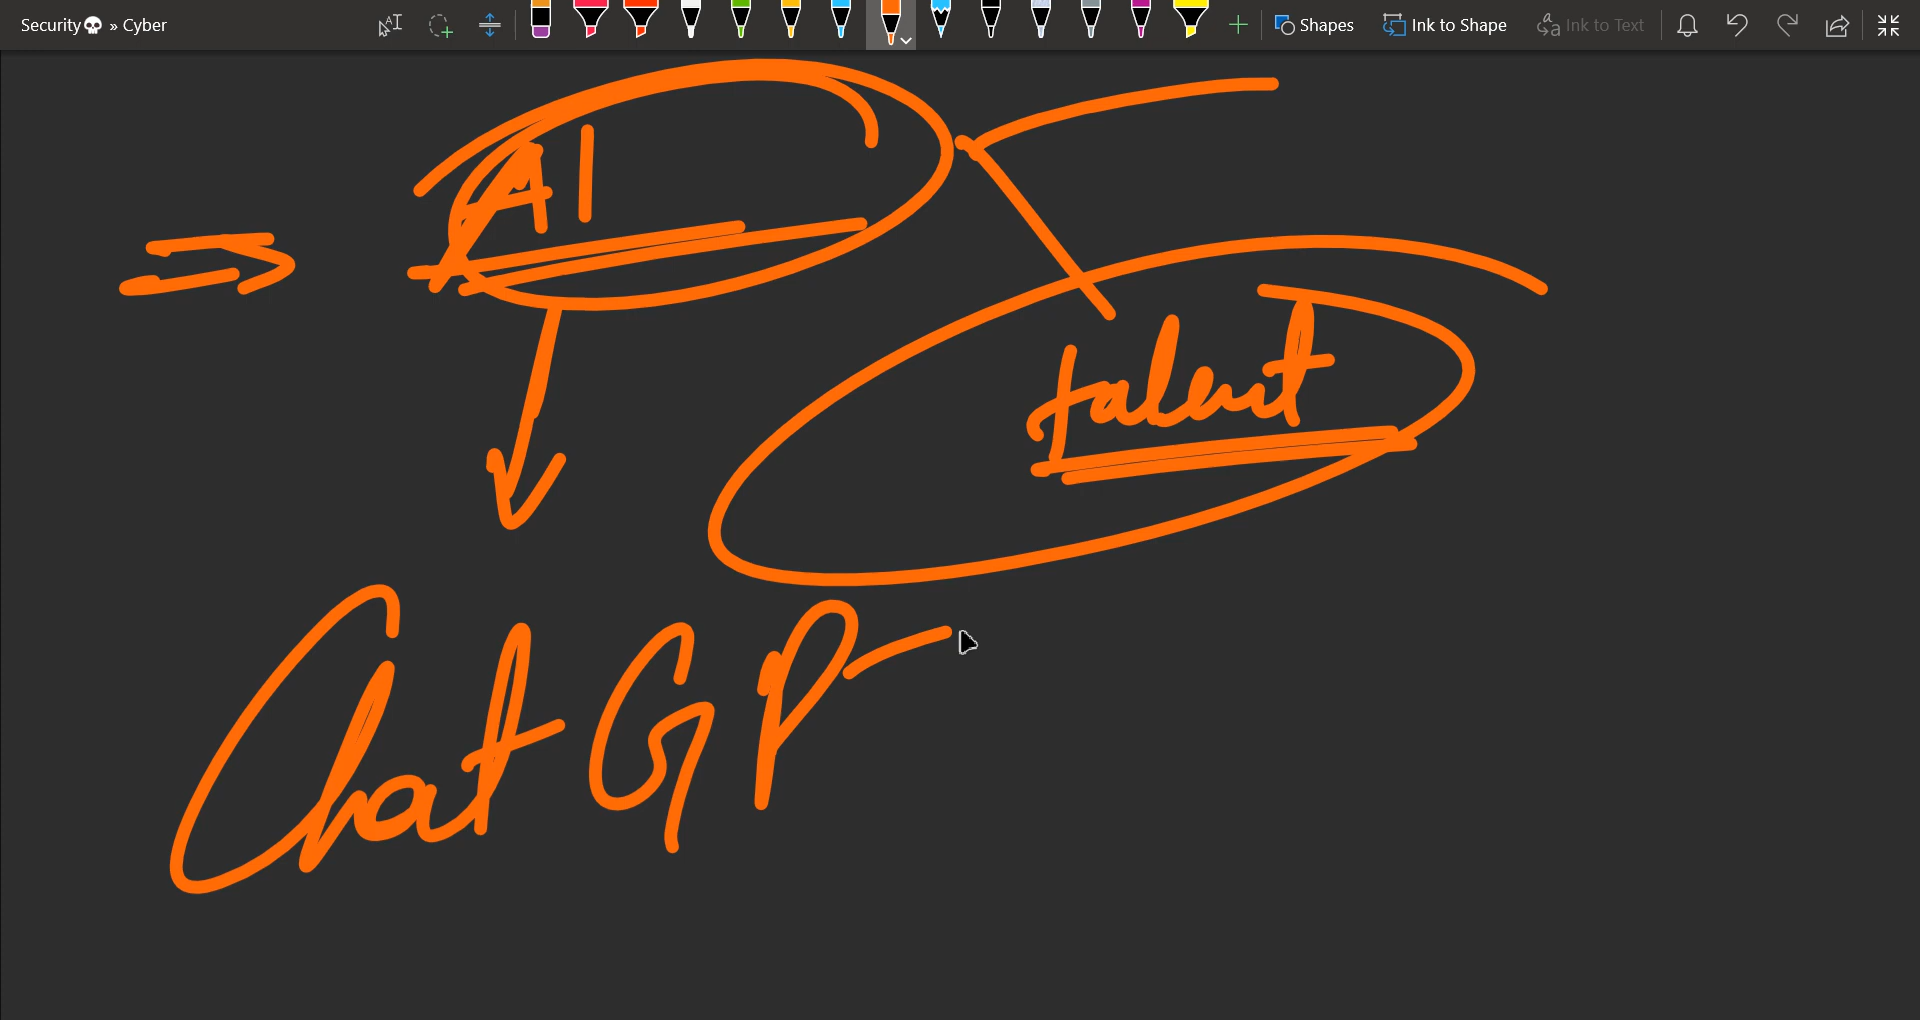 Security💀 » Cyber
Shapes
Ink to Shape
Ink to Text
AI
talent
ChatGP